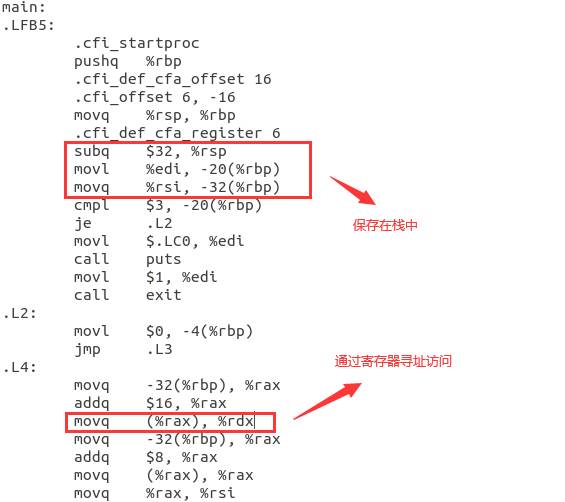 main:
.LFB5:
.cfi_startproc
pushq %rbp
.cfi_def_cfa_offset 16
.cfi_offset 6, -16
movq %rsp, %rbp
.cfi_def_cfa_register 6
subq $32, %rsp
movl %edi, -20(%rbp)
movq %rsi, -32(%rbp)
cmpl $3, -20(%rbp)
je .L2
保存在栈中
movl $.LC0, %edi
call puts
movl $1, %edi
call exit
.L2:
movl $0, -4(%rbp)
jmp .L3
通过寄存器寻址访问
.L4:
movq -32(%rbp), %rax
addq $16, %rax
movq (%rax), %rdx
movq -32(%rbp), %rax
addq $8, %rax
movq (%rax), %rax
movq %rax, %rsi